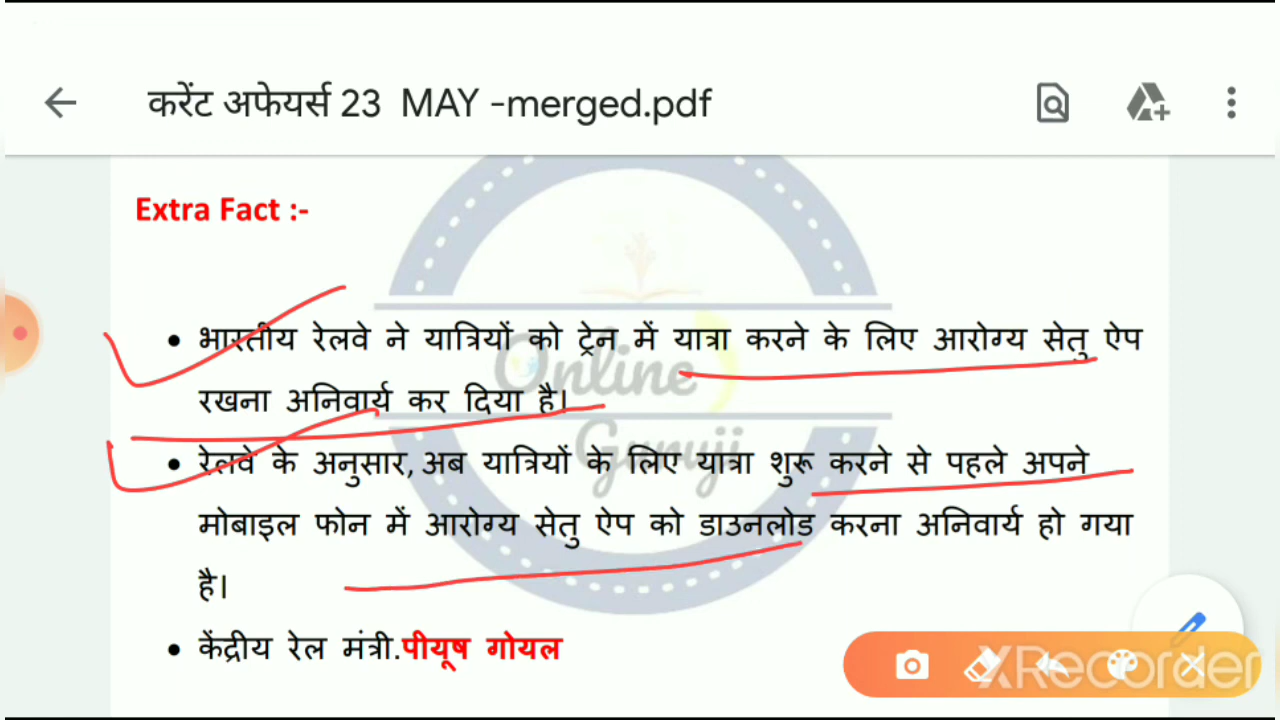 करेंट अफेयर्स 23 MAY -merged.pdf
Extra Fact :-
• भारतीय रेलवे ने यात्रियों को ट्रेन में यात्रा करने के लिए आरोग्य सेतु ऐप
रखना अनिवार्य कर दिया है।
• रेलवे के अनुसार, अब यात्रियों के लिए यात्रा शुरू करने से पहले अपने
मोबाइल फोन में आरोग्य सेतु ऐप को डाउनलोड करना अनिवार्य हो गया
है।
• केंद्रीय रेल मंत्री.पीयूष गोयल
Online
Guruji
XRecorder